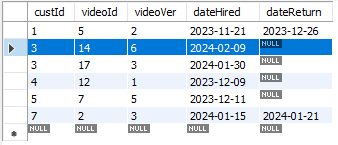 custId videoId videoVer dateHired dateReturn
1 5 2 2023-11-21 2023-12-26
3 14 6 2024-02-09 NULL
3 17 3 2024-01-30 NULL
4 12 1 2023-12-09 NULL
5 7 5 2023-12-11 NULL
7 2 3 2024-01-15 2024-01-21
NULL NULL NULL NULL NULL